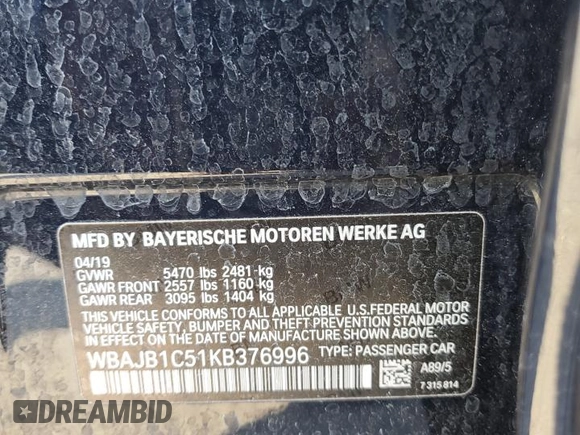 MFD BY BAYERISCHE MOTOREN WERKE AG
04/19
GVWR 5470 lbs 2481 kg
GAWR FRONT 2557 lbs 1160 kg
GAWR REAR 3095 lbs 1404 kg
THIS VEHICLE CONFORMS TO ALL APPLICABLE U.S.FEDERAL MOTOR
VEHICLE SAFETY, BUMPER AND THEFT PREVENTION STANDARDS
IN EFFECT ON THE DATE OF MANUFACTURE SHOWN ABOVE.
WBAJB1C51KB376996 TYPE: PASSENGER CAR
A89/5
7 315 814
DREAMBID